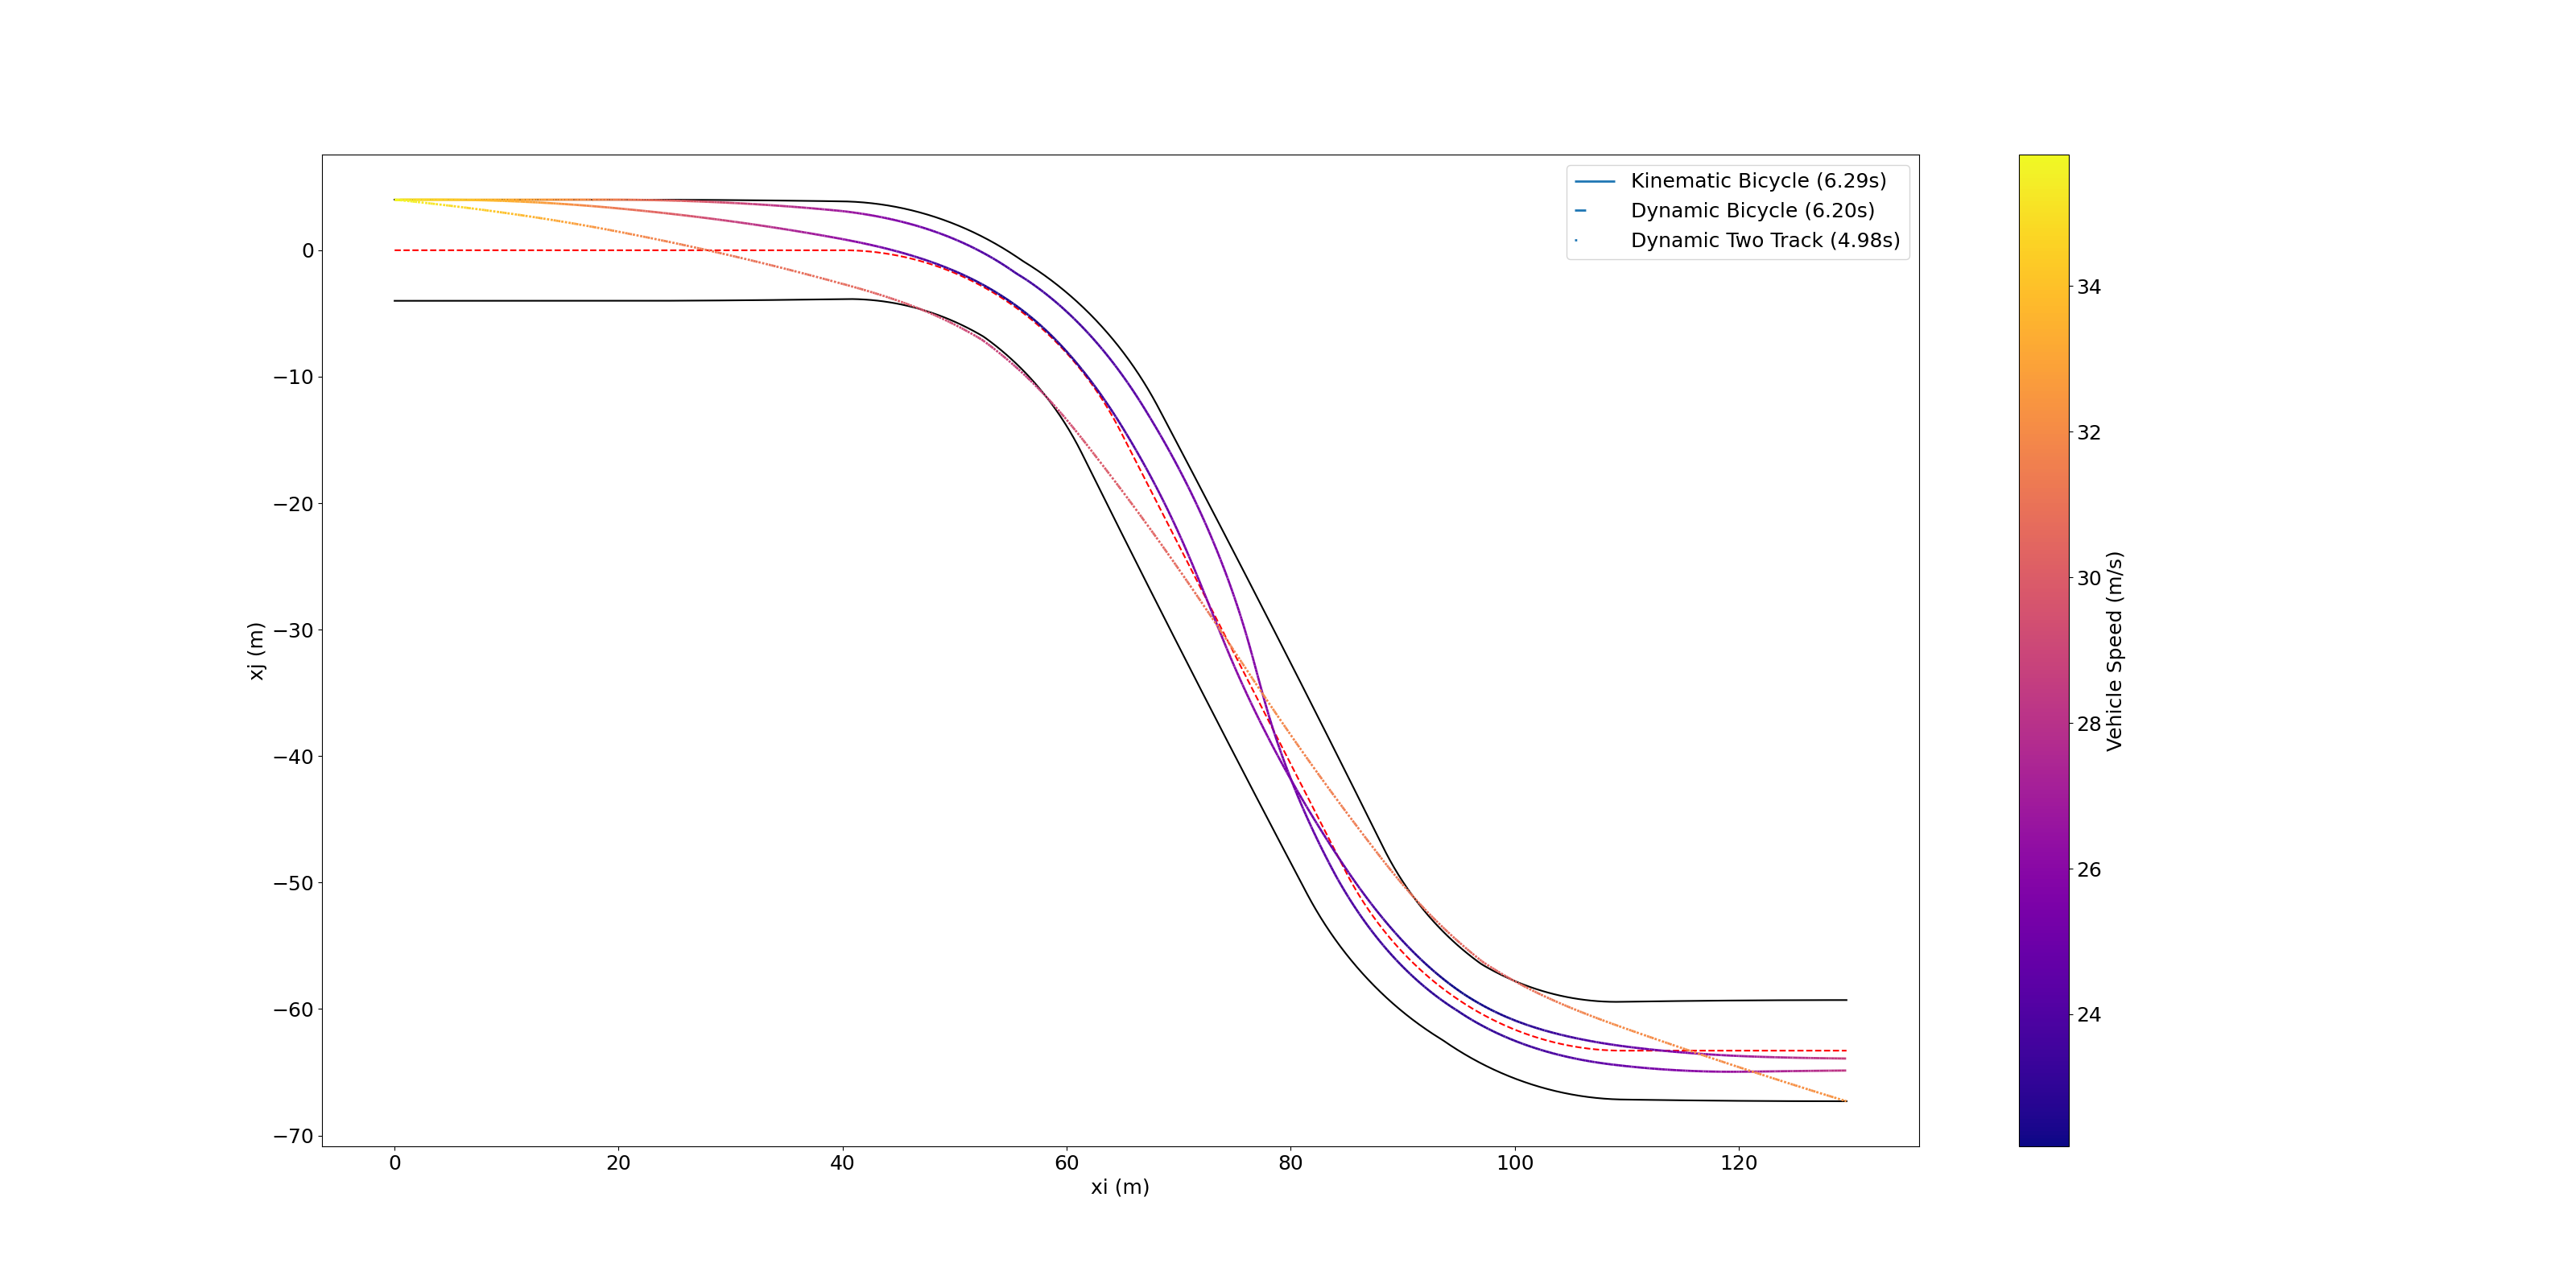 Kinematic Bicycle (6.29s)
Dynamic Bicycle (6.20s)
Dynamic Two Track (4.98s)
0
−10
−20
−30
−40
−50
−60
−70
xj (m)
0 20 40 60 80 100 120
xi (m)
34
32
30
28
26
24
Vehicle Speed (m/s)